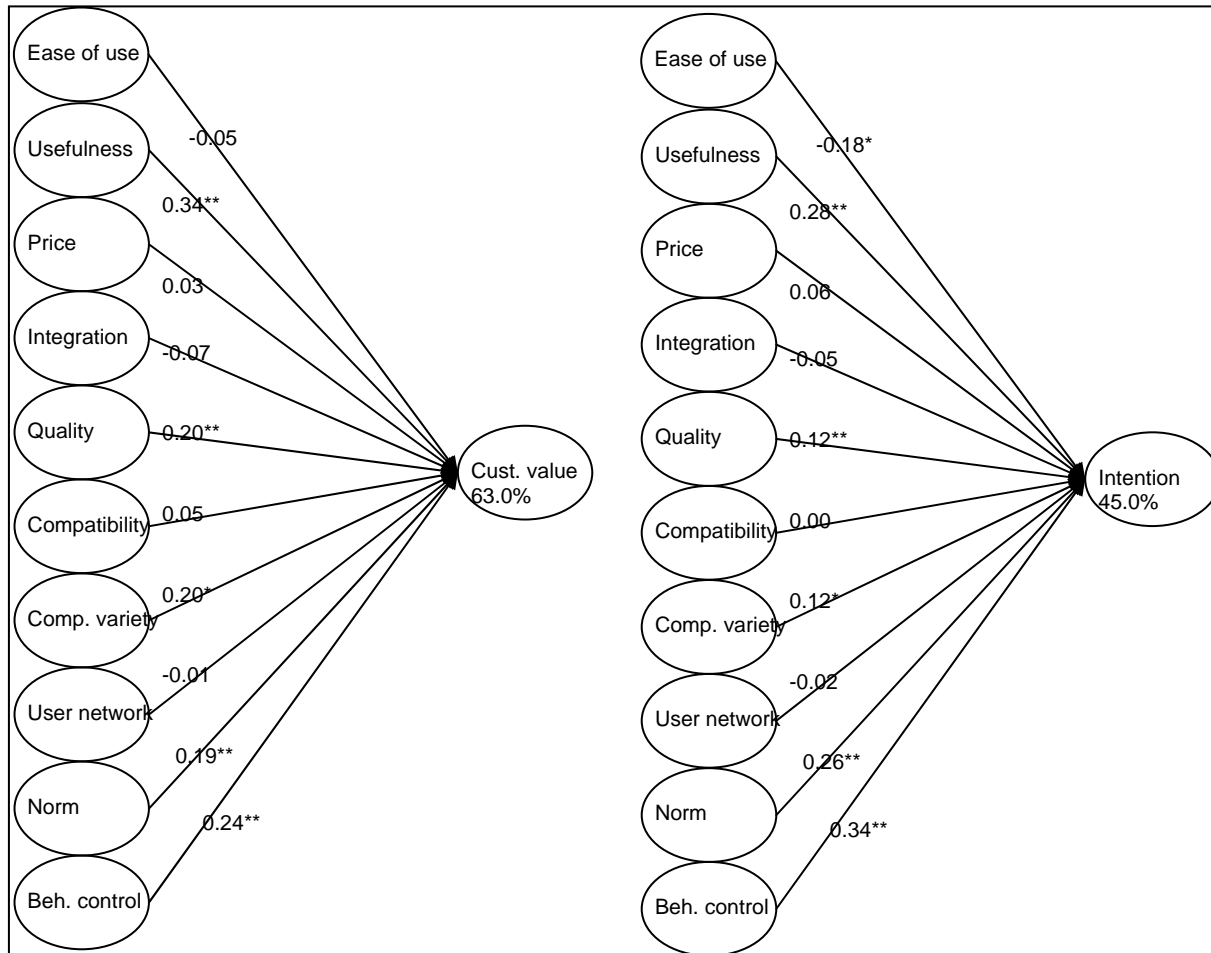 Ease of use
-0.05
Usefulness
0.34**
Price
0.03
Integration
-0.07
Quality
0.20**
Compatibility
0.05
Comp. variety
0.20*
User network
-0.01
Norm
0.19**
Beh. control
0.24**
Cust. value
63.0%
Ease of use
-0.18*
Usefulness
0.28**
Price
0.06
Integration
-0.05
Quality
0.12**
Compatibility
0.00
Comp. variety
0.12*
User network
-0.02
Norm
0.26**
Beh. control
0.34**
Intention
45.0%